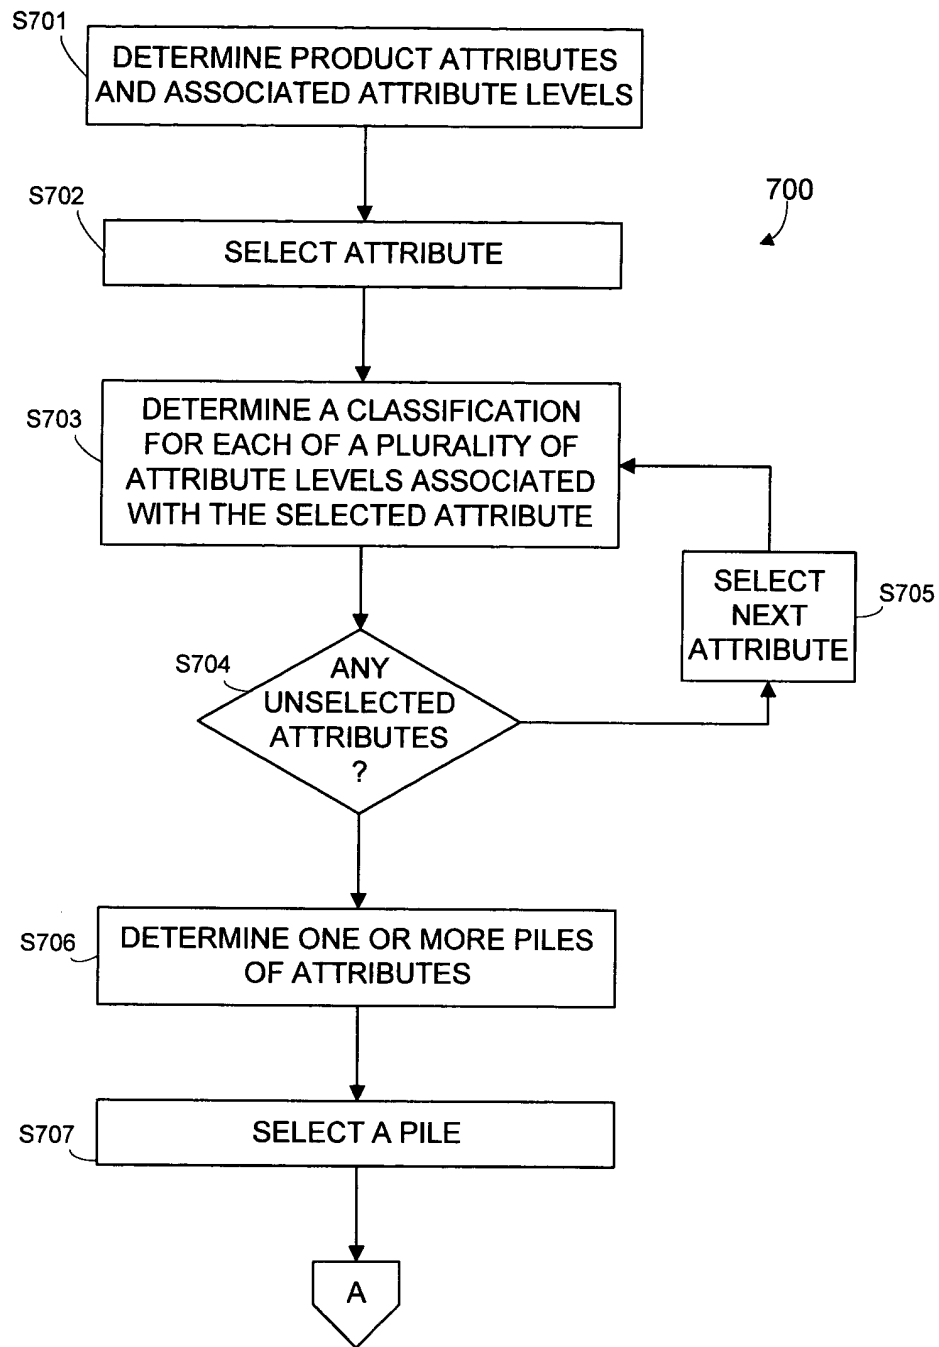 S701
DETERMINE PRODUCT ATTRIBUTES
AND ASSOCIATED ATTRIBUTE LEVELS
S702
SELECT ATTRIBUTE
700
S703
DETERMINE A CLASSIFICATION
FOR EACH OF A PLURALITY OF
ATTRIBUTE LEVELS ASSOCIATED
WITH THE SELECTED ATTRIBUTE
SELECT
NEXT
ATTRIBUTE
S705
S704
ANY
UNSELECTED
ATTRIBUTES
?
S706
DETERMINE ONE OR MORE PILES
OF ATTRIBUTES
S707
SELECT A PILE
A